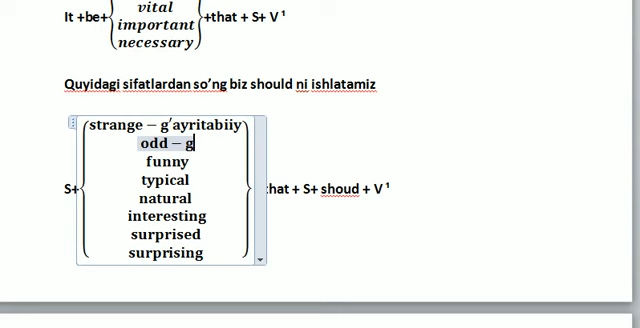 vital
It +be+ important +that + S+ V ¹
necessary
Quyidagi sifatlardan so'ng biz should ni ishlatamiz
strange – g'ayritabiiy
odd – g
funny
typical
S+ natural that + S+ shoud + V ¹
interesting
surprised
surprising